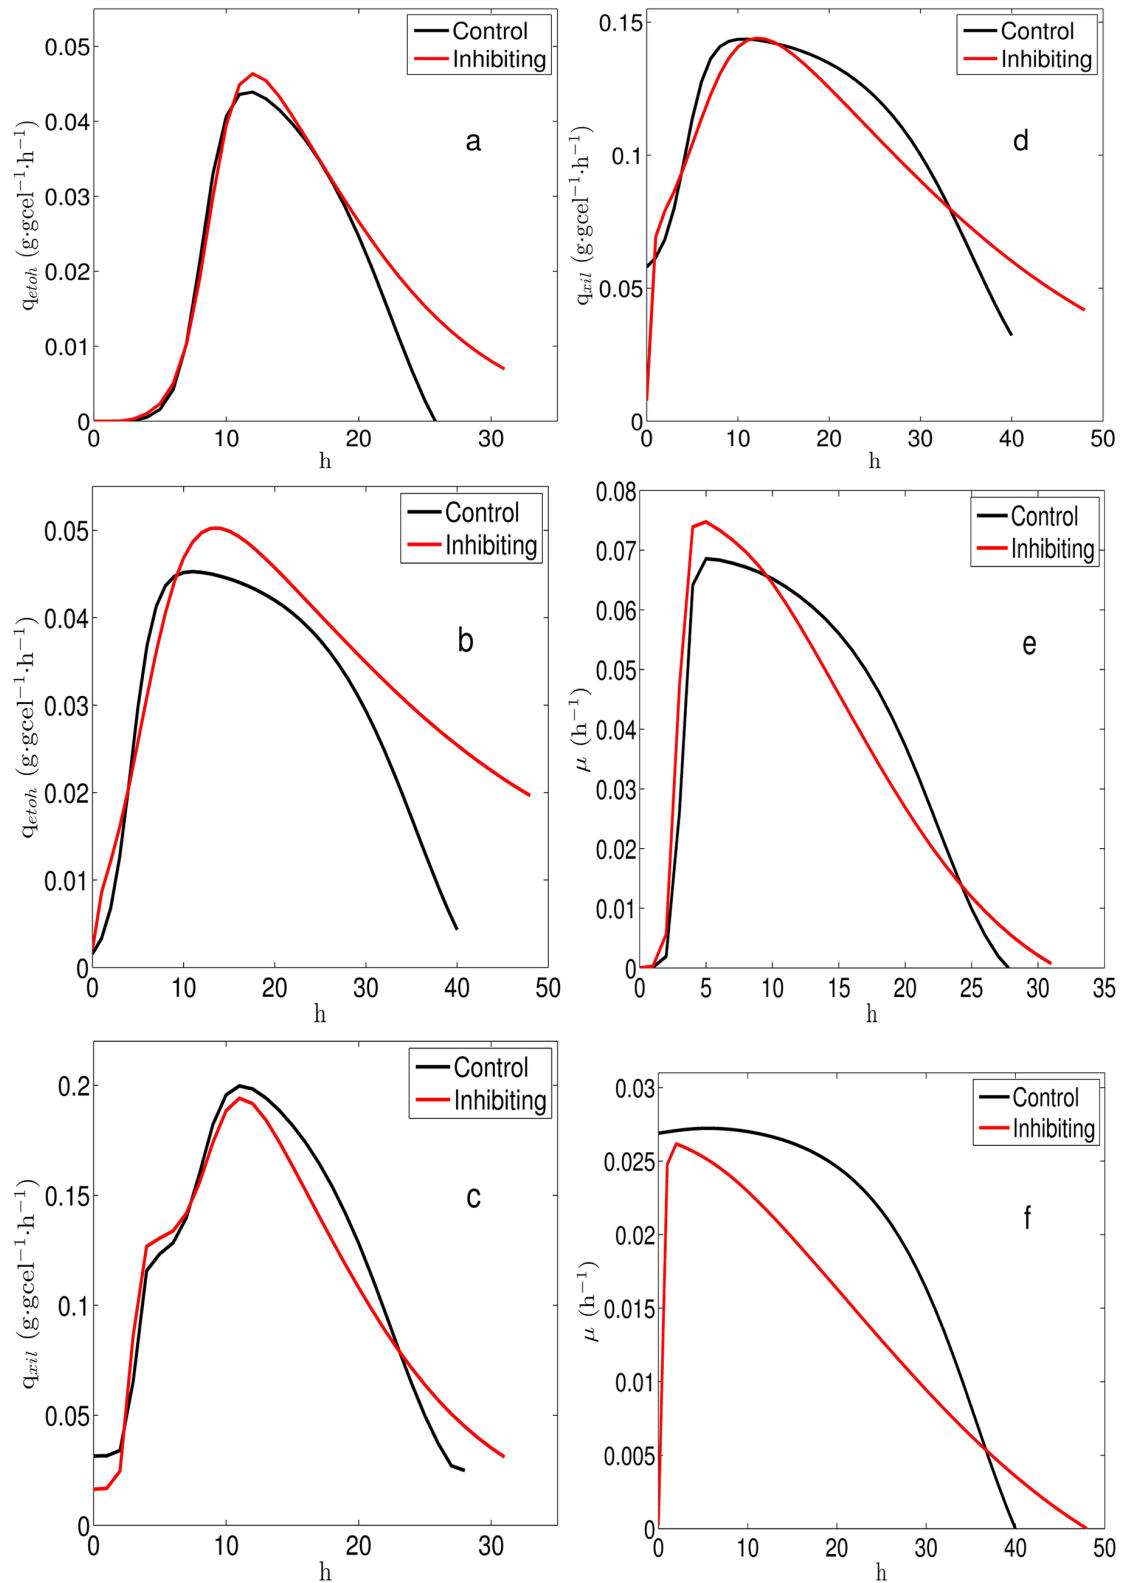 0.05
0.04
0.03
0.02
0.01
0
0 10 20 30
h
q_etoh (g·gcel⁻¹·h⁻¹)
Control
Inhibiting
a
0.15
0.1
0.05
0
0 10 20 30 40 50
h
q_xil (g·gcel⁻¹·h⁻¹)
Control
Inhibiting
d
0.05
0.04
0.03
0.02
0.01
0
0 10 20 30 40 50
h
q_etoh (g·gcel⁻¹·h⁻¹)
Control
Inhibiting
b
0.08
0.07
0.06
0.05
0.04
0.03
0.02
0.01
0
0 5 10 15 20 25 30 35
h
μ (h⁻¹)
Control
Inhibiting
e
0.2
0.15
0.1
0.05
0
0 10 20 30
h
q_xil (g·gcel⁻¹·h⁻¹)
Control
Inhibiting
c
0.03
0.025
0.02
0.015
0.01
0.005
0
0 10 20 30 40 50
h
μ (h⁻¹)
Control
Inhibiting
f